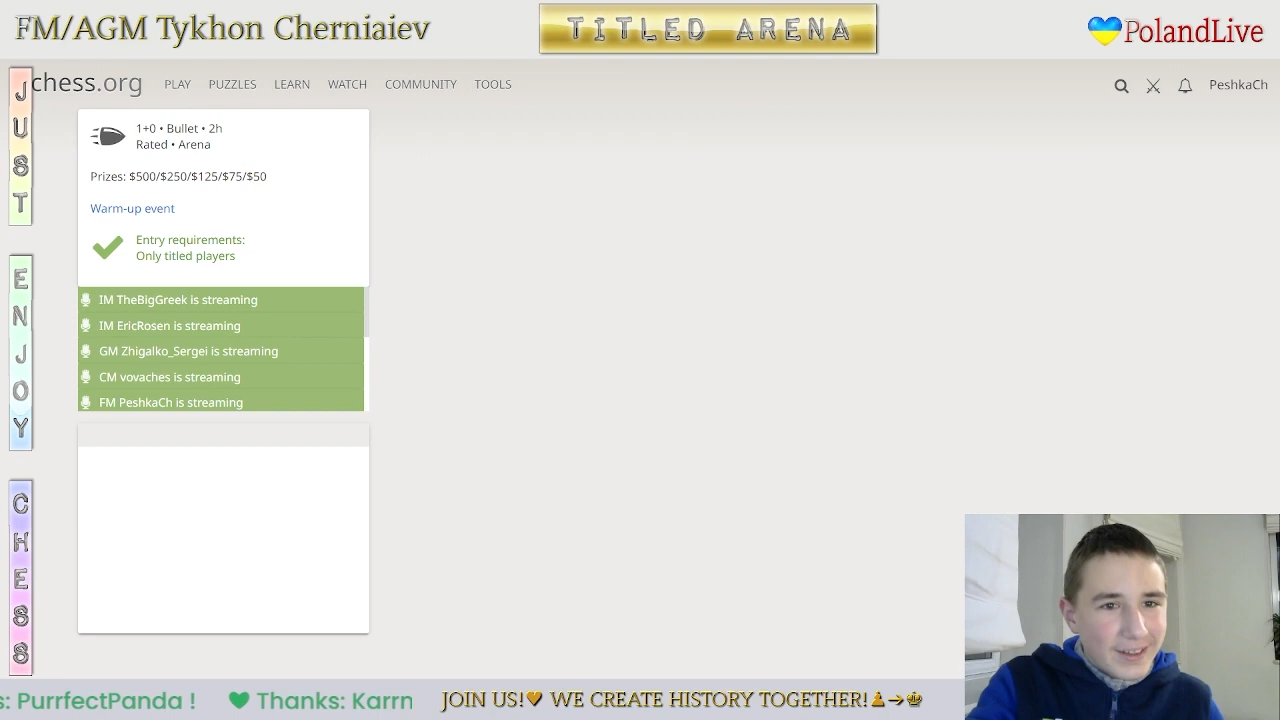 FM/AGM Tykhon Cherniaiev
TITLED ARENA
PolandLive
chess.org
PLAY
PUZZLES
LEARN
WATCH
COMMUNITY
TOOLS
PeshkaCh
JUST
ENJOY
CHESS
1+0 • Bullet • 2h
Rated • Arena
Prizes: $500/$250/$125/$75/$50
Warm-up event
Entry requirements:
Only titled players
IM TheBigGreek is streaming
IM EricRosen is streaming
GM Zhigalko_Sergei is streaming
CM vovaches is streaming
FM PeshkaCh is streaming
s: PurrfectPanda !
Thanks: Karrn
JOIN US!🧡 WE CREATE HISTORY TOGETHER!♟➔♚